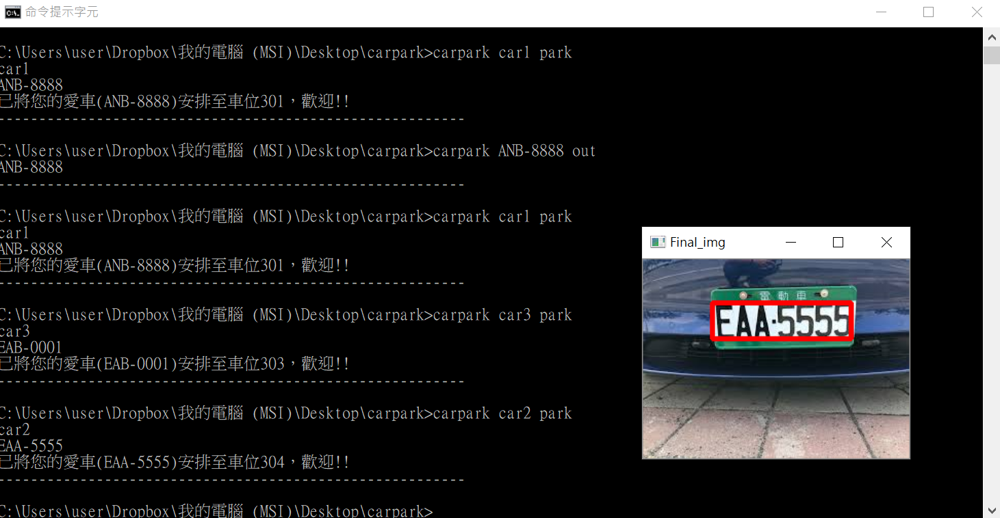 命令提示字元
C:\Users\user\Dropbox\我的電腦 (MSI)\Desktop\carpark>carpark car1 park
car1
ANB-8888
已將您的愛車(ANB-8888)安排至車位301，歡迎!!
---------------------------------------------------------
C:\Users\user\Dropbox\我的電腦 (MSI)\Desktop\carpark>carpark ANB-8888 out
ANB-8888
---------------------------------------------------------
C:\Users\user\Dropbox\我的電腦 (MSI)\Desktop\carpark>carpark car1 park
car1
ANB-8888
已將您的愛車(ANB-8888)安排至車位301，歡迎!!
---------------------------------------------------------
C:\Users\user\Dropbox\我的電腦 (MSI)\Desktop\carpark>carpark car3 park
car3
EAB-0001
已將您的愛車(EAB-0001)安排至車位303，歡迎!!
---------------------------------------------------------
C:\Users\user\Dropbox\我的電腦 (MSI)\Desktop\carpark>carpark car2 park
car2
EAA-5555
已將您的愛車(EAA-5555)安排至車位304，歡迎!!
---------------------------------------------------------
C:\Users\user\Dropbox\我的電腦 (MSI)\Desktop\carpark>
Final_img
電動車
EAA·5555